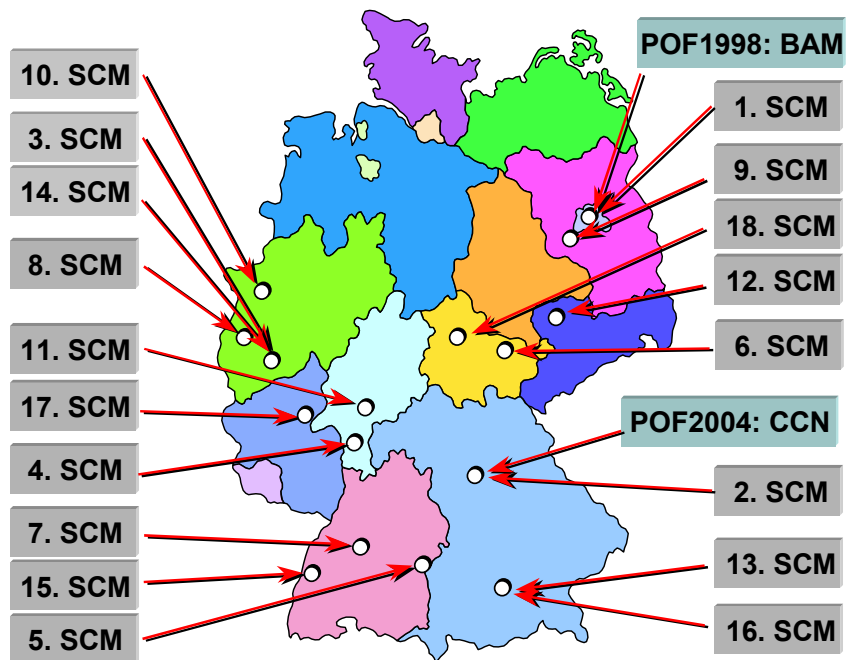 10. SCM
3. SCM
14. SCM
8. SCM
11. SCM
17. SCM
4. SCM
7. SCM
15. SCM
5. SCM
POF1998: BAM
1. SCM
9. SCM
18. SCM
12. SCM
6. SCM
POF2004: CCN
2. SCM
13. SCM
16. SCM